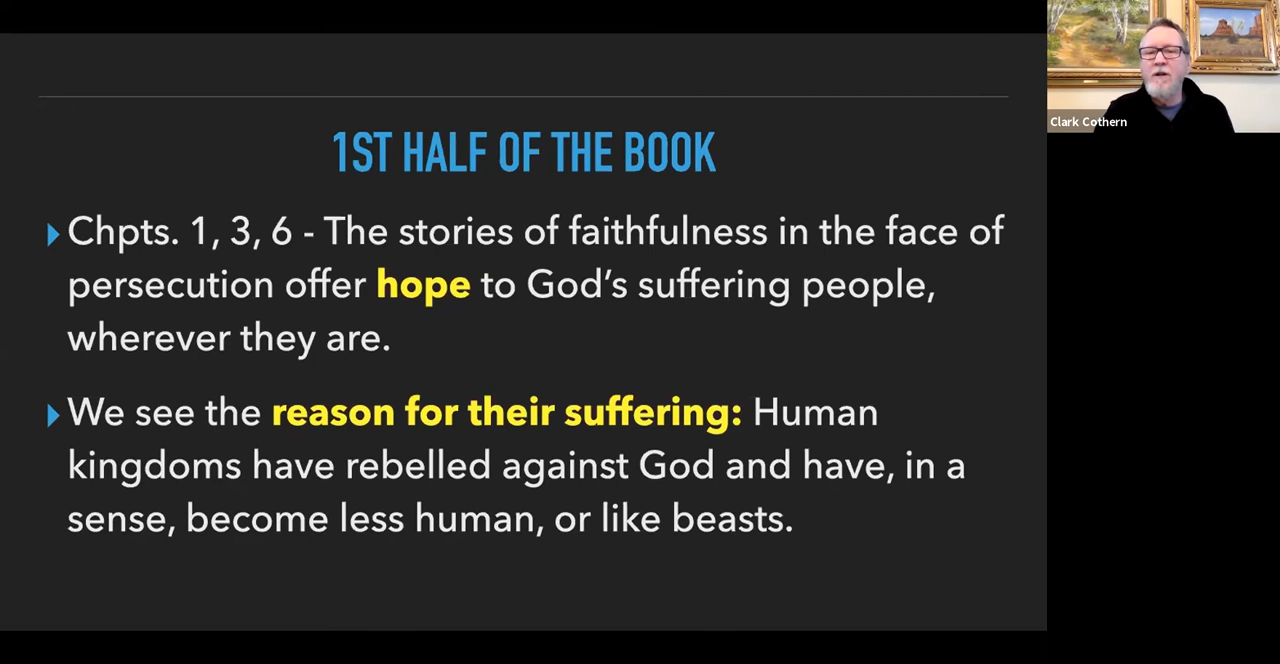 1ST HALF OF THE BOOK
Chpts. 1, 3, 6 - The stories of faithfulness in the face of
persecution offer hope to God’s suffering people,
wherever they are.
We see the reason for their suffering: Human
kingdoms have rebelled against God and have, in a
sense, become less human, or like beasts.
Clark Cothern